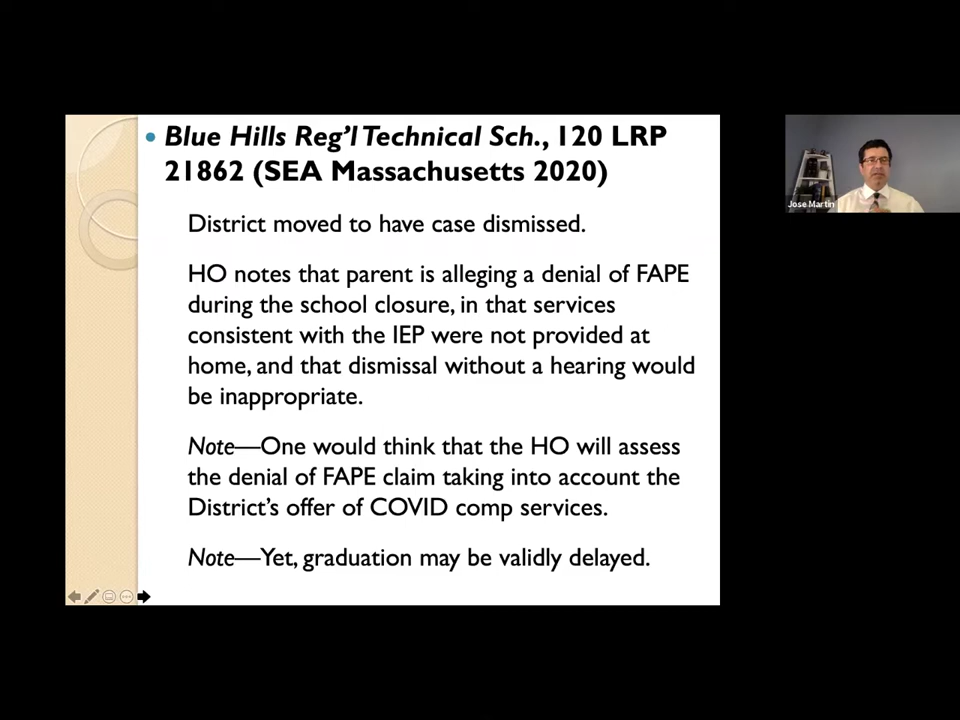 Blue Hills Reg'l Technical Sch., 120 LRP
21862 (SEA Massachusetts 2020)
District moved to have case dismissed.
HO notes that parent is alleging a denial of FAPE
during the school closure, in that services
consistent with the IEP were not provided at
home, and that dismissal without a hearing would
be inappropriate.
Note—One would think that the HO will assess
the denial of FAPE claim taking into account the
District's offer of COVID comp services.
Note—Yet, graduation may be validly delayed.
Jose Martin